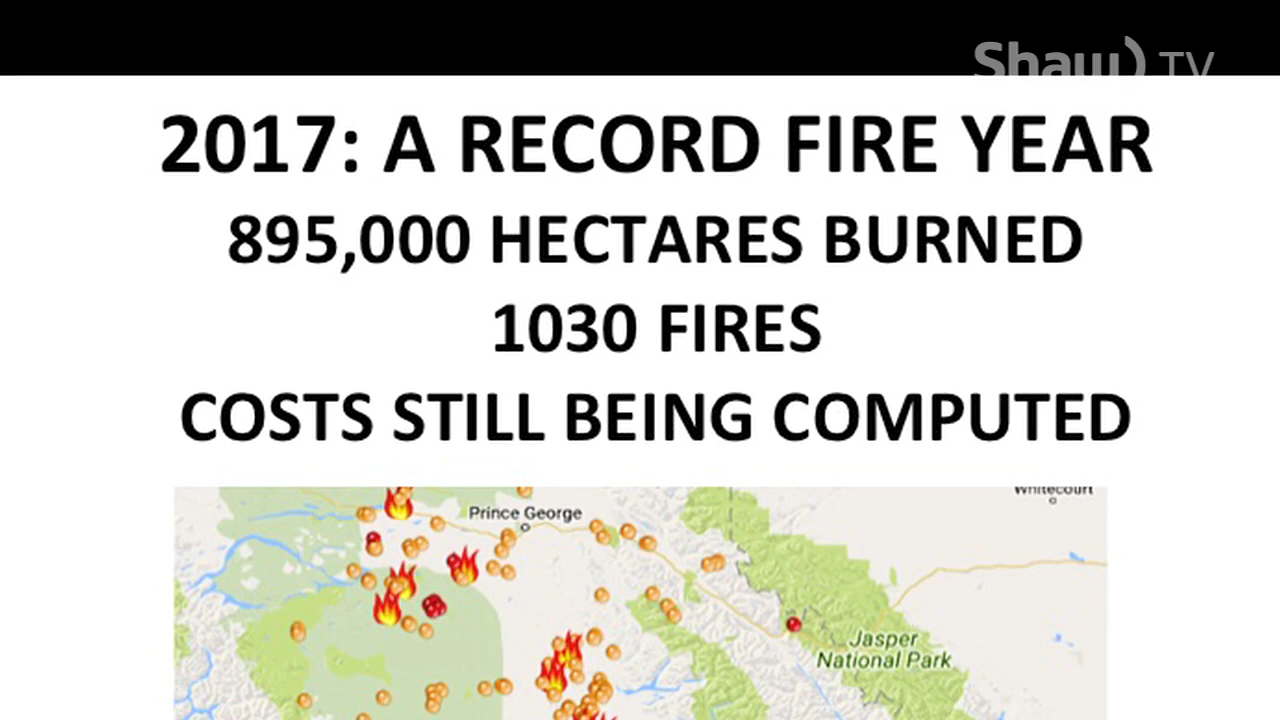 Shaw) TV
2017: A RECORD FIRE YEAR
895,000 HECTARES BURNED
1030 FIRES
COSTS STILL BEING COMPUTED
Whitecourt
Prince George
Jasper
National Park